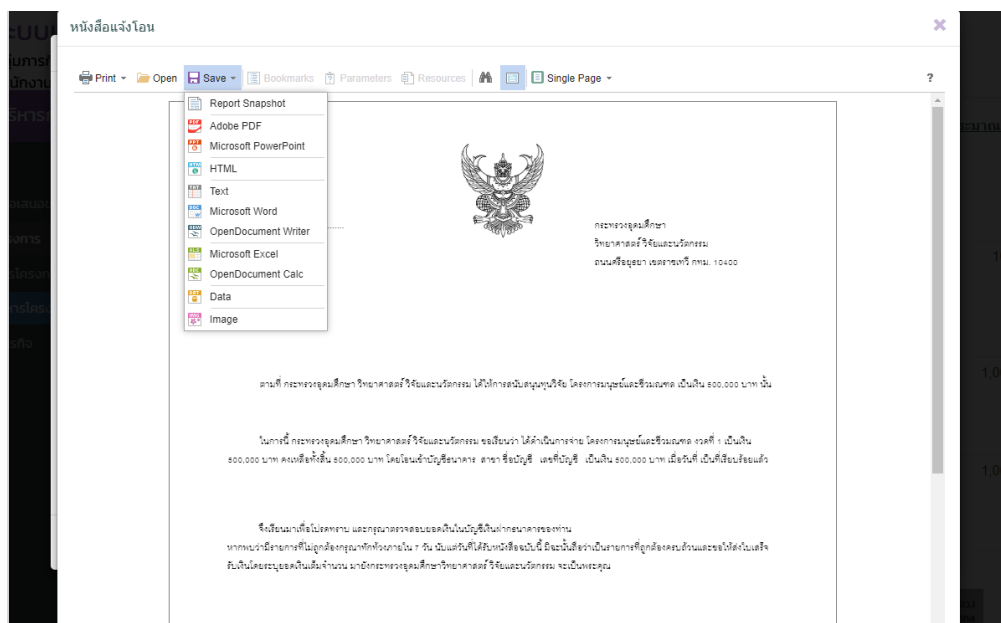 หนังสือแจ้งโอน
Print Open Save Bookmarks Parameters Resources Single Page ?
Report Snapshot
Adobe PDF
Microsoft PowerPoint
HTML
Text
Microsoft Word
OpenDocument Writer
Microsoft Excel
OpenDocument Calc
Data
Image
กระทรวงอุดมศึกษา
วิทยาศาสตร์ วิจัยและนวัตกรรม
ถนนศรีอยุธยา เขตราชเทวี กทม. 10400
ตามที่ กระทรวงอุดมศึกษา วิทยาศาสตร์ วิจัยและนวัตกรรม ได้ให้การสนับสนุนทุนวิจัย โครงการมนุษย์และชีวมณฑล เป็นเงิน 500,000 บาท นั้น
ในการนี้ กระทรวงอุดมศึกษา วิทยาศาสตร์ วิจัยและนวัตกรรม ขอเรียนว่า ได้ดำเนินการจ่าย โครงการมนุษย์และชีวมณฑล งวดที่ 1 เป็นเงิน
500,000 บาท คงเหลือทั้งสิ้น 500,000 บาท โดยโอนเข้าบัญชีธนาคาร สาขา ชื่อบัญชี เลขที่บัญชี เป็นเงิน 500,000 บาท เมื่อวันที่ เป็นที่เรียบร้อยแล้ว
จึงเรียนมาเพื่อโปรดทราบ และกรุณาตรวจสอบยอดเงินในบัญชีเงินฝากธนาคารของท่าน
หากพบว่ามีรายการที่ไม่ถูกต้องกรุณาทักท้วงภายใน 7 วัน นับแต่วันที่ได้รับหนังสือฉบับนี้ มิฉะนั้นถือว่าเป็นรายการที่ถูกต้องครบถ้วนและขอให้ส่งใบเสร็จ
รับเงินโดยระบุยอดเงินเต็มจำนวน มายังกระทรวงอุดมศึกษาวิทยาศาสตร์ วิจัยและนวัตกรรม จะเป็นพระคุณ